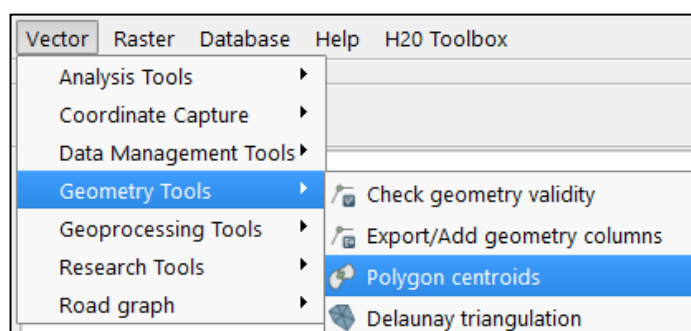 Vector Raster Database Help H20 Toolbox
Analysis Tools
Coordinate Capture
Data Management Tools
Geometry Tools
Geoprocessing Tools
Research Tools
Road graph
Check geometry validity
Export/Add geometry columns
Polygon centroids
Delaunay triangulation